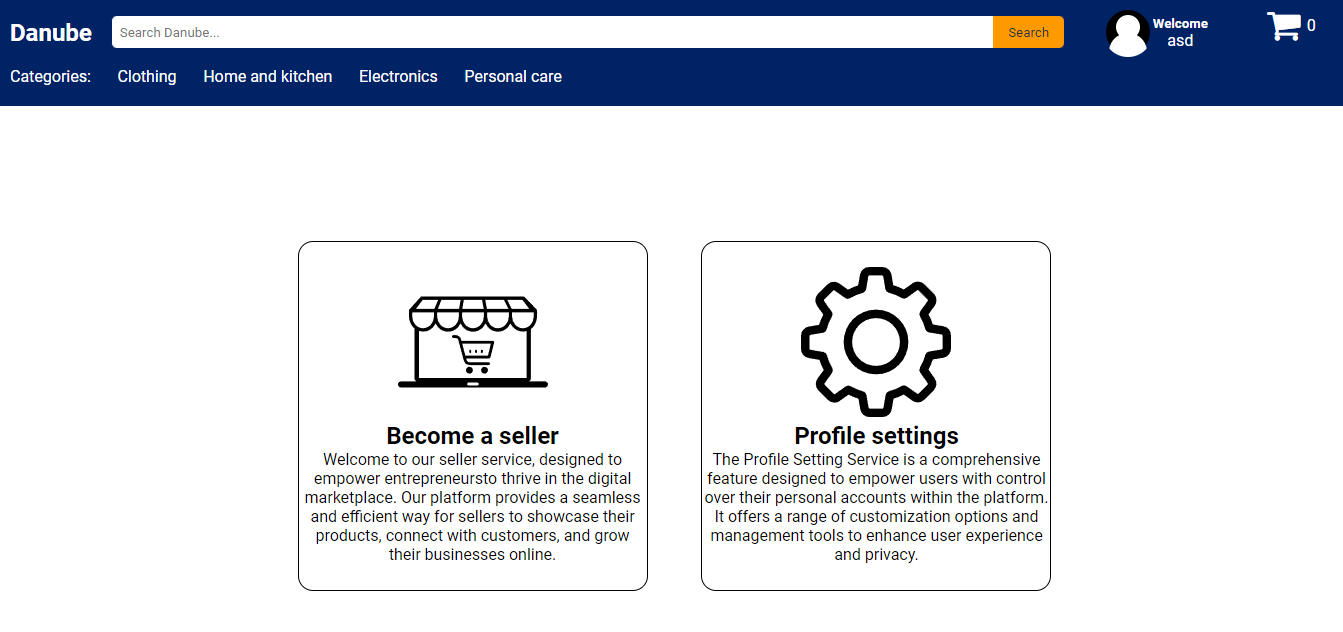 Danube
Search Danube...
Search
Welcome
asd
0
Categories:
Clothing
Home and kitchen
Electronics
Personal care
Become a seller
Welcome to our seller service, designed to
empower entrepreneursto thrive in the digital
marketplace. Our platform provides a seamless
and efficient way for sellers to showcase their
products, connect with customers, and grow
their businesses online.
Profile settings
The Profile Setting Service is a comprehensive
feature designed to empower users with control
over their personal accounts within the platform.
It offers a range of customization options and
management tools to enhance user experience
and privacy.